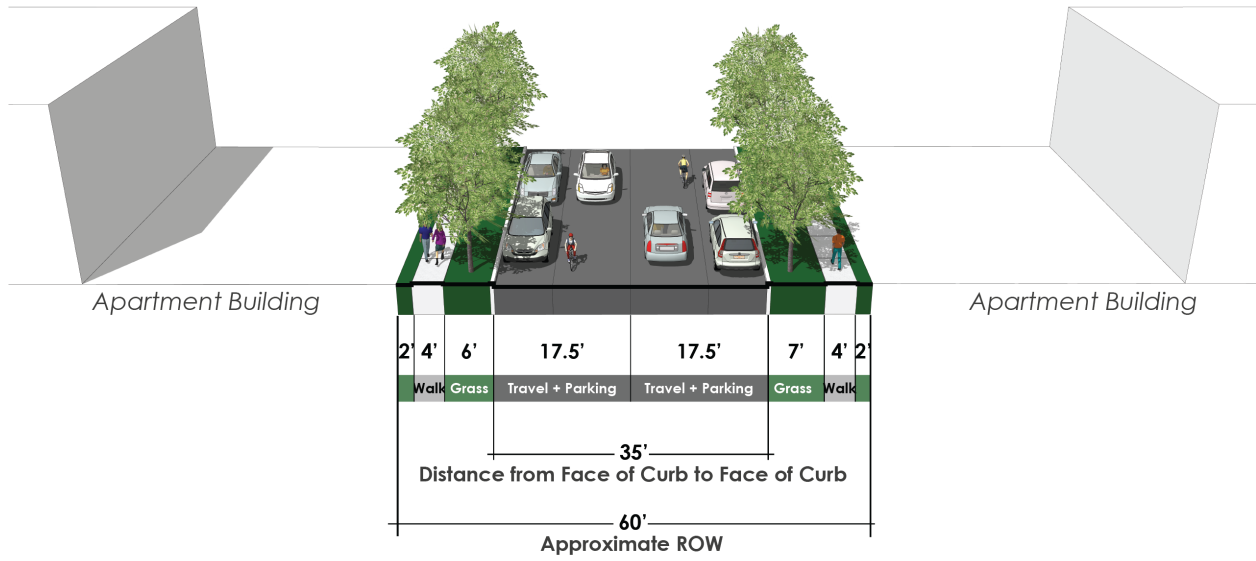 Apartment Building
Apartment Building
2' 4' 6' 17.5' 17.5' 7' 4' 2'
Walk Grass Travel + Parking Travel + Parking Grass Walk
35'
Distance from Face of Curb to Face of Curb
60'
Approximate ROW